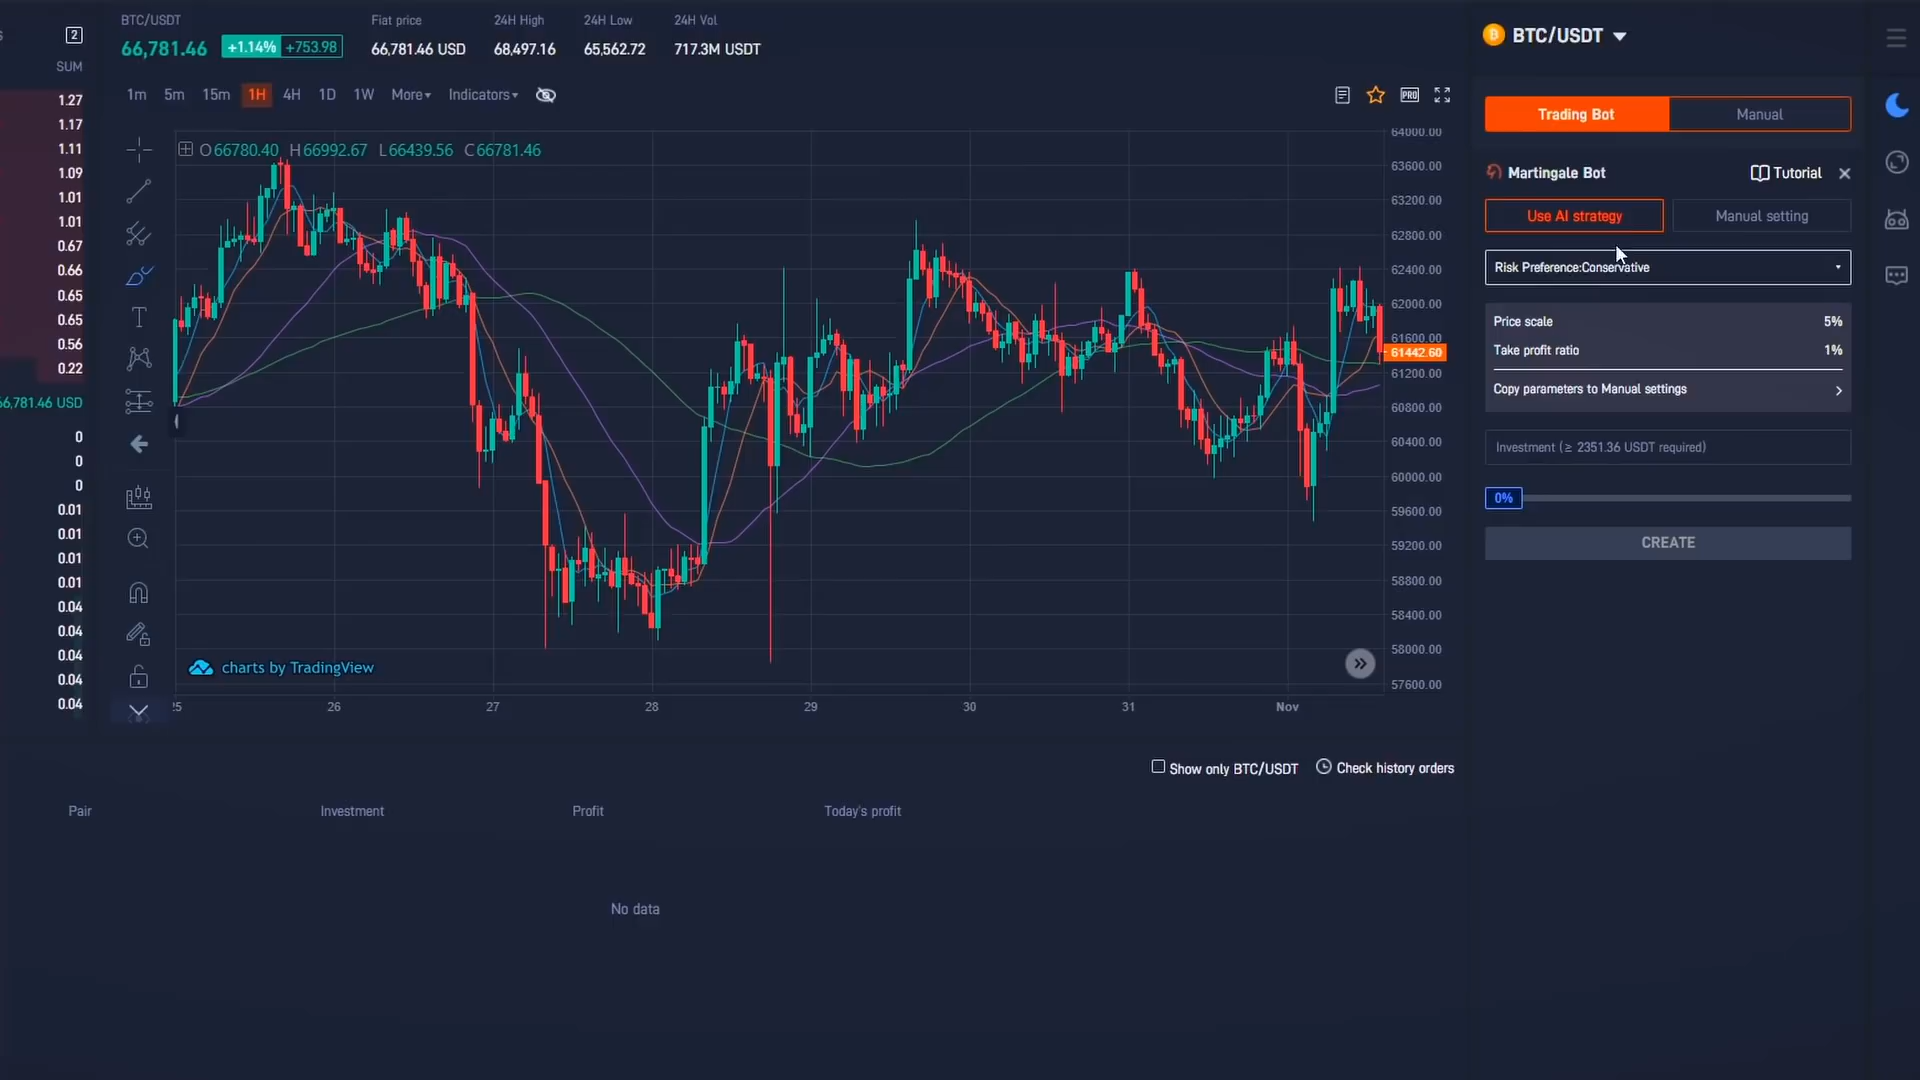 2
SUM
1.27
1.17
1.11
1.09
1.01
1.01
0.67
0.66
0.65
0.65
0.56
0.22
66,781.46 USD
0
0
0
0.01
0.01
0.01
0.01
0.04
0.04
0.04
0.04
0.04
BTC/USDT
66,781.46
+1.14% +753.98
Fiat price
66,781.46 USD
24H High
68,497.16
24H Low
65,562.72
24H Vol
717.3M USDT
1m 5m 15m 1H 4H 1D 1W More Indicators
PRO
O66780.40 H66992.67 L66439.56 C66781.46
64000.00
63600.00
63200.00
62800.00
62400.00
62000.00
61600.00
61442.60
61200.00
60800.00
60400.00
60000.00
59600.00
59200.00
58800.00
58400.00
58000.00
57600.00
charts by TradingView
25 26 27 28 29 30 31 Nov
Show only BTC/USDT Check history orders
Pair Investment Profit Today's profit
No data
BTC/USDT
Trading Bot Manual
Martingale Bot Tutorial
Use AI strategy Manual setting
Risk Preference:Conservative
Price scale 5%
Take profit ratio 1%
Copy parameters to Manual settings
Investment (≥ 2351.36 USDT required)
0%
CREATE